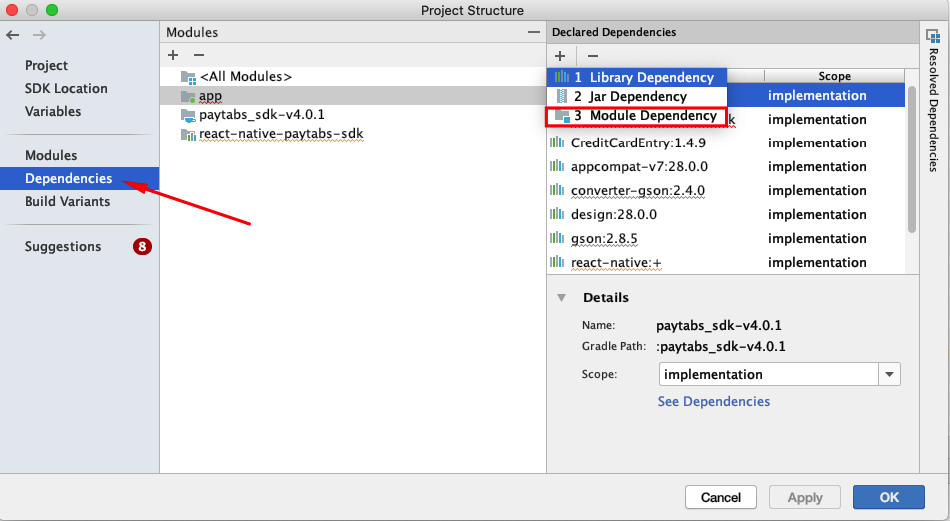 Project Structure
Project
SDK Location
Variables
Modules
Dependencies
Build Variants
Suggestions 8
Modules
<All Modules>
app
paytabs_sdk-v4.0.1
react-native-paytabs-sdk
Declared Dependencies
Scope
1 Library Dependency
2 Jar Dependency
3 Module Dependency
implementation
k implementation
CreditCardEntry:1.4.9 implementation
appcompat-v7:28.0.0 implementation
converter-gson:2.4.0 implementation
design:28.0.0 implementation
gson:2.8.5 implementation
react-native:+ implementation
Details
Name: paytabs_sdk-v4.0.1
Gradle Path: :paytabs_sdk-v4.0.1
Scope: implementation
See Dependencies
Resolved Dependencies
Cancel Apply OK